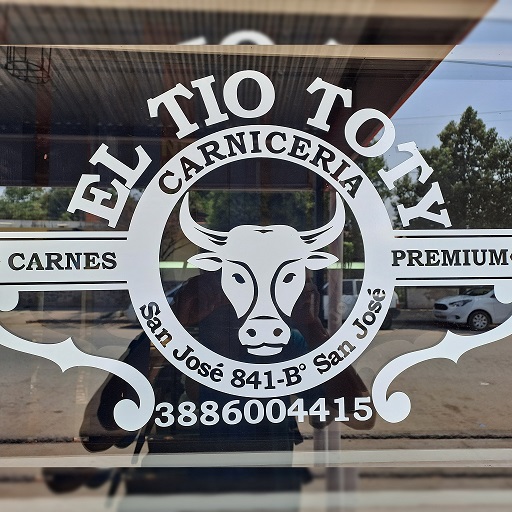 EL TIO TOTY
CARNICERIA
CARNES
PREMIUM
San José 841-B° San José
3886004415